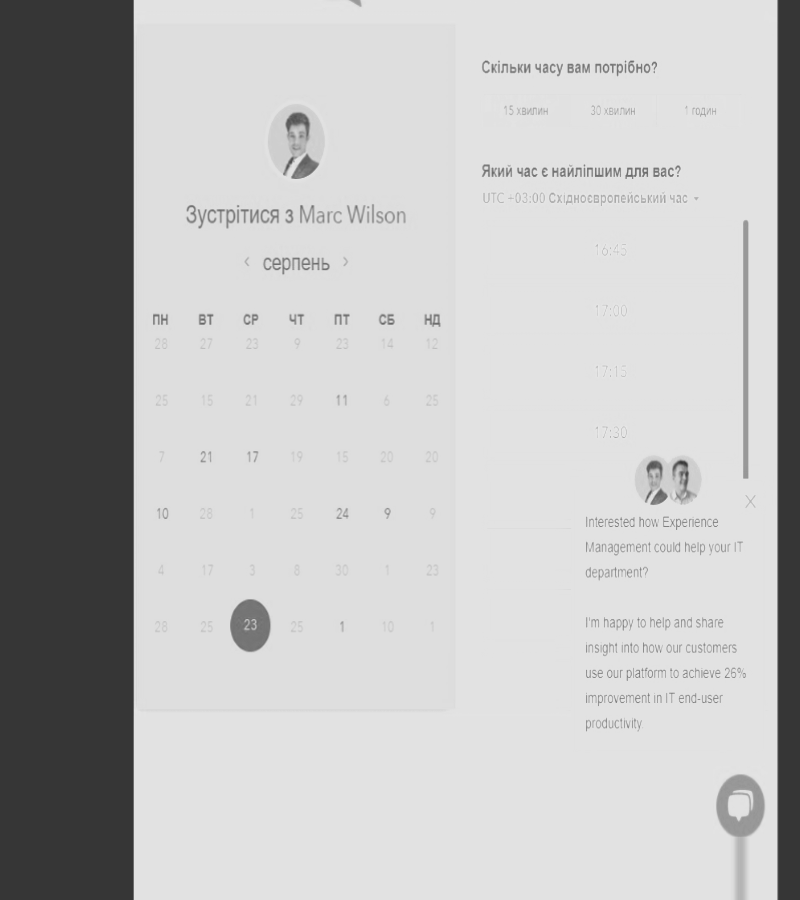 Зустрітися з Marc Wilson
‹ серпень ›
ПН ВТ СР ЧТ ПТ СБ НД
28 27 23 9 23 14 12
25 15 21 29 11 6 25
7 21 17 19 15 20 20
10 28 1 25 24 9 9
4 17 3 8 30 1 23
28 25 23 25 1 10 1
Скільки часу вам потрібно?
15 хвилин 30 хвилин 1 годин
Який час є найліпшим для вас?
UTC +03:00 Східноєвропейський час
16:45
17:00
17:15
17:30
Interested how Experience
Management could help your IT
department?
I'm happy to help and share
insight into how our customers
use our platform to achieve 26%
improvement in IT end-user
productivity.